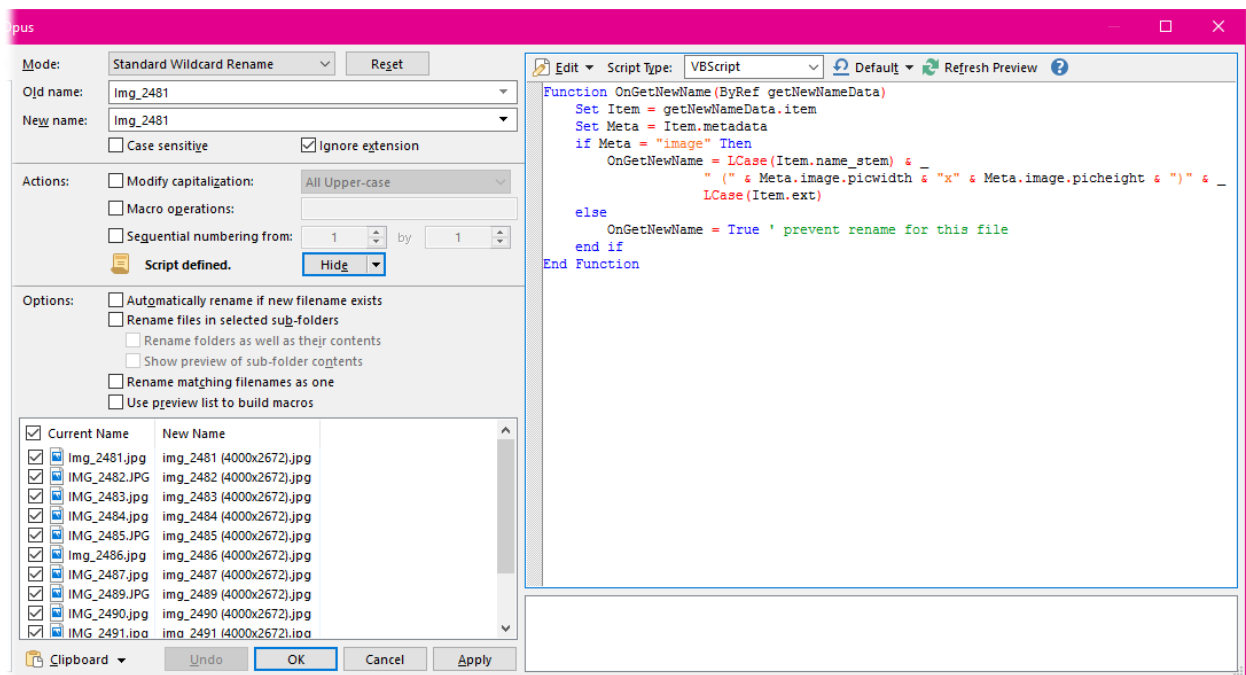 Opus
Mode: Standard Wildcard Rename Reset
Old name: Img_2481
New name: Img_2481
Case sensitive Ignore extension
Actions: Modify capitalization: All Upper-case
Macro operations:
Sequential numbering from: 1 by 1
Script defined. Hide
Options: Automatically rename if new filename exists
Rename files in selected sub-folders
Rename folders as well as their contents
Show preview of sub-folder contents
Rename matching filenames as one
Use preview list to build macros
Current Name New Name
Img_2481.jpg img_2481 (4000x2672).jpg
IMG_2482.JPG img_2482 (4000x2672).jpg
IMG_2483.jpg img_2483 (4000x2672).jpg
IMG_2484.jpg img_2484 (4000x2672).jpg
IMG_2485.JPG img_2485 (4000x2672).jpg
Img_2486.jpg img_2486 (4000x2672).jpg
IMG_2487.jpg img_2487 (4000x2672).jpg
IMG_2489.JPG img_2489 (4000x2672).jpg
IMG_2490.jpg img_2490 (4000x2672).jpg
IMG_2491.jpg img_2491 (4000x2672).jpg
Clipboard Undo OK Cancel Apply
Edit Script Type: VBScript Default Refresh Preview ?
Function OnGetNewName(ByRef getNewNameData)
Set Item = getNewNameData.item
Set Meta = Item.metadata
if Meta = "image" Then
OnGetNewName = LCase(Item.name_stem) & _
" (" & Meta.image.picwidth & "x" & Meta.image.picheight & ")" & _
LCase(Item.ext)
else
OnGetNewName = True ' prevent rename for this file
end if
End Function